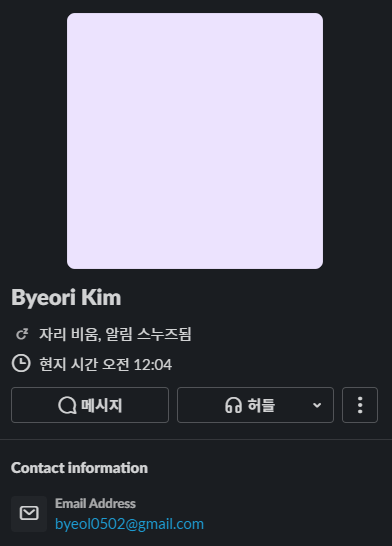 Byeori Kim
자리 비움, 알림 스누즈됨
현지 시간 오전 12:04
메시지
허들
Contact information
Email Address
byeol0502@gmail.com